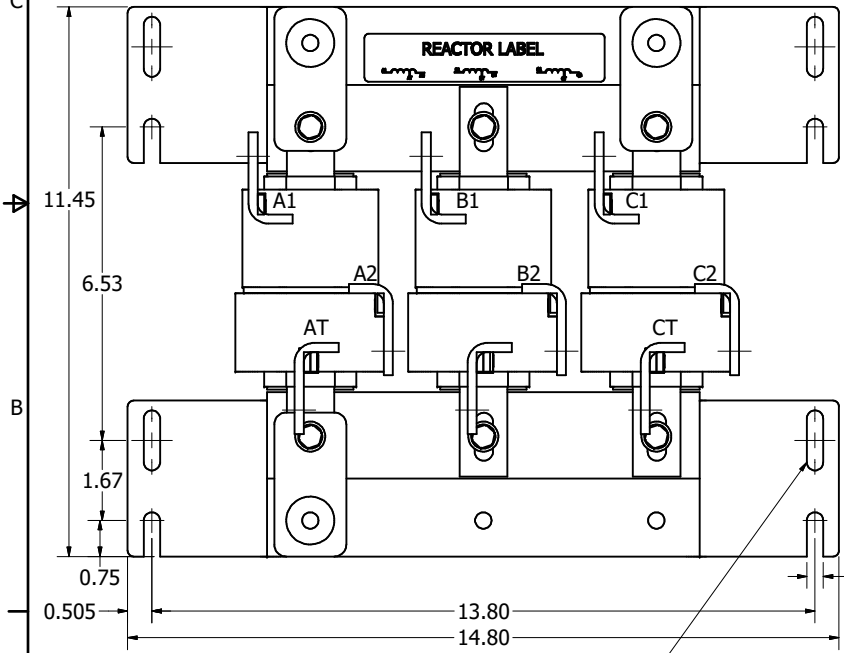 C
REACTOR LABEL
11.45
A1
B1
C1
6.53
A2
B2
C2
AT
CT
B
1.67
0.75
0.505
13.80
14.80